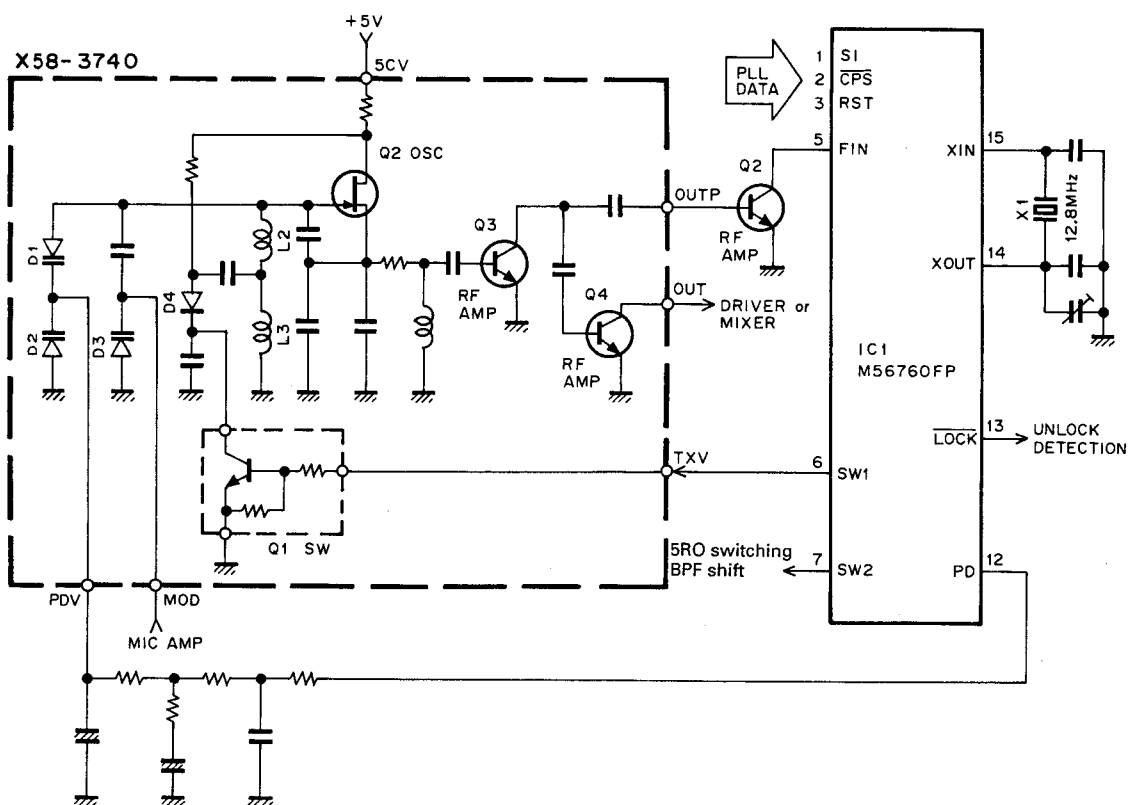 +5V
X58-3740
5CV
Q2 OSC
D1
D2
D3
D4
L2
L3
Q3
RF
AMP
Q4
RF
AMP
OUTP
Q2
RF
AMP
OUT
DRIVER or
MIXER
Q1 SW
TXV
PDV
MOD
MIC AMP
PLL
DATA
1 SI
2 CPS
3 RST
5 FIN
6 SW1
7 SW2
5RO switching
BPF shift
IC1
M56760FP
XIN 15
XOUT 14
X1
12.8MHz
LOCK 13
UNLOCK
DETECTION
PD 12